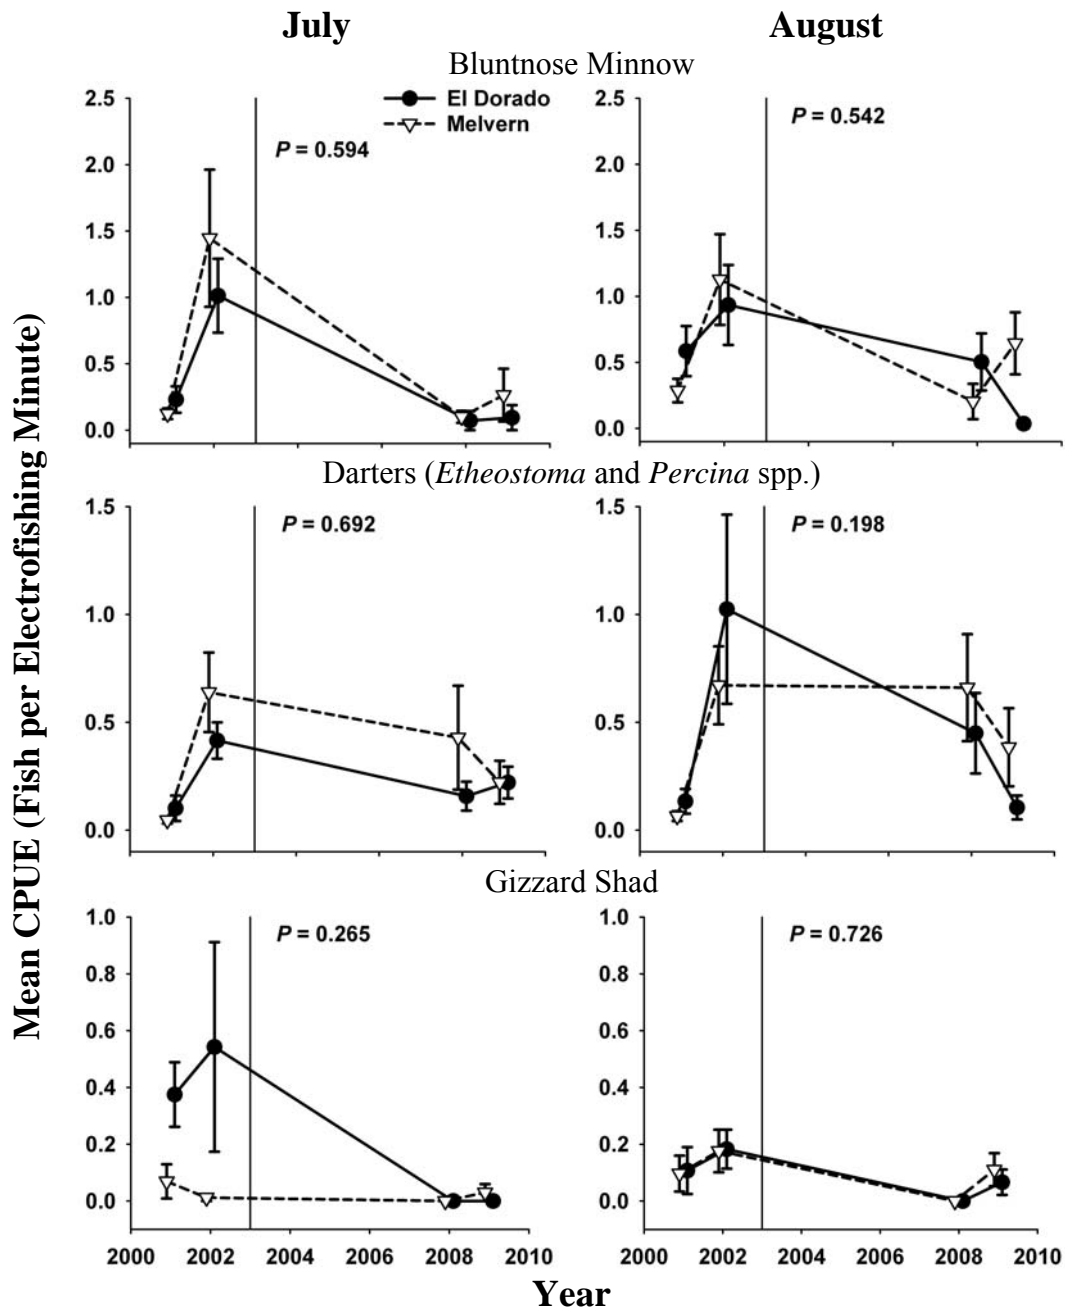 July August
Bluntnose Minnow
El Dorado
Melvern
P = 0.594
P = 0.542
2.5 2.5
2.0 2.0
1.5 1.5
1.0 1.0
0.5 0.5
0.0 0.0
Darters (Etheostoma and Percina spp.)
P = 0.692
P = 0.198
1.5 1.5
1.0 1.0
0.5 0.5
0.0 0.0
Gizzard Shad
P = 0.265
P = 0.726
1.0 1.0
0.8 0.8
0.6 0.6
0.4 0.4
0.2 0.2
0.0 0.0
2000 2002 2004 2006 2008 2010 2000 2002 2004 2006 2008 2010
Year
Mean CPUE (Fish per Electrofishing Minute)